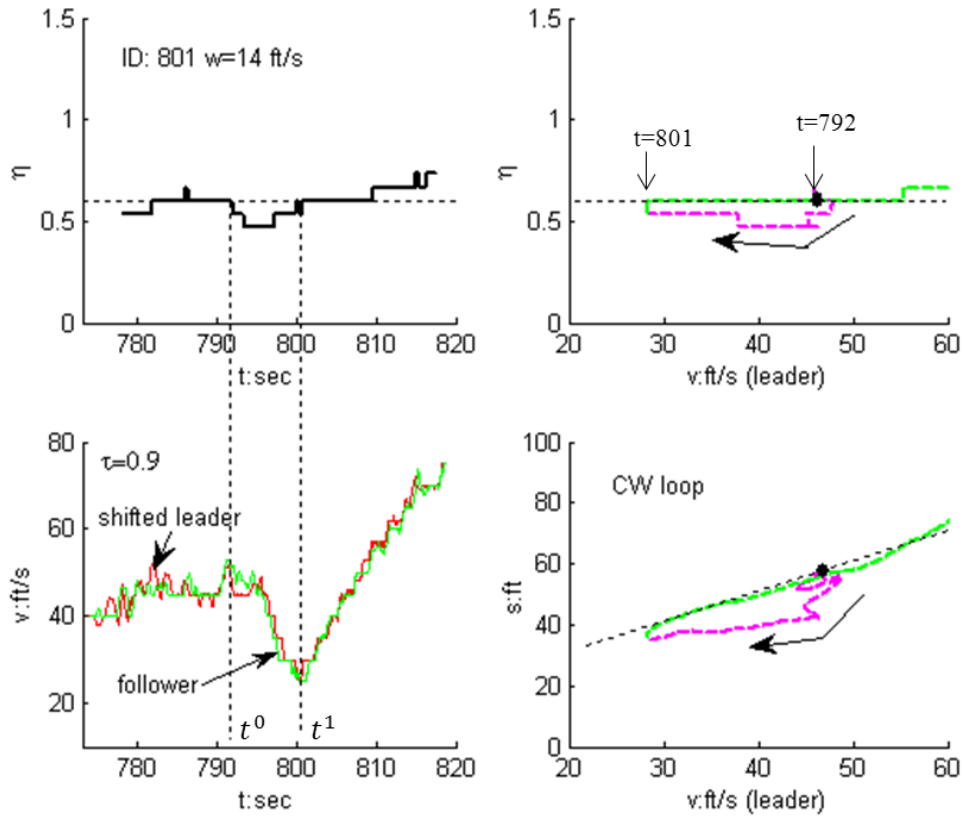 1.5
ID: 801 w=14 ft/s
1
η
0.5
0
780 790 800 810 820
t:sec
1.5
t=792
t=801
1
η
0.5
0
20 30 40 50 60
v:ft/s (leader)
80
τ=0.9
shifted leader
60
v:ft/s
40
follower
20
t⁰ t¹
780 790 800 810 820
t:sec
100
CW loop
80
60
s:ft
40
20
0
20 30 40 50 60
v:ft/s (leader)